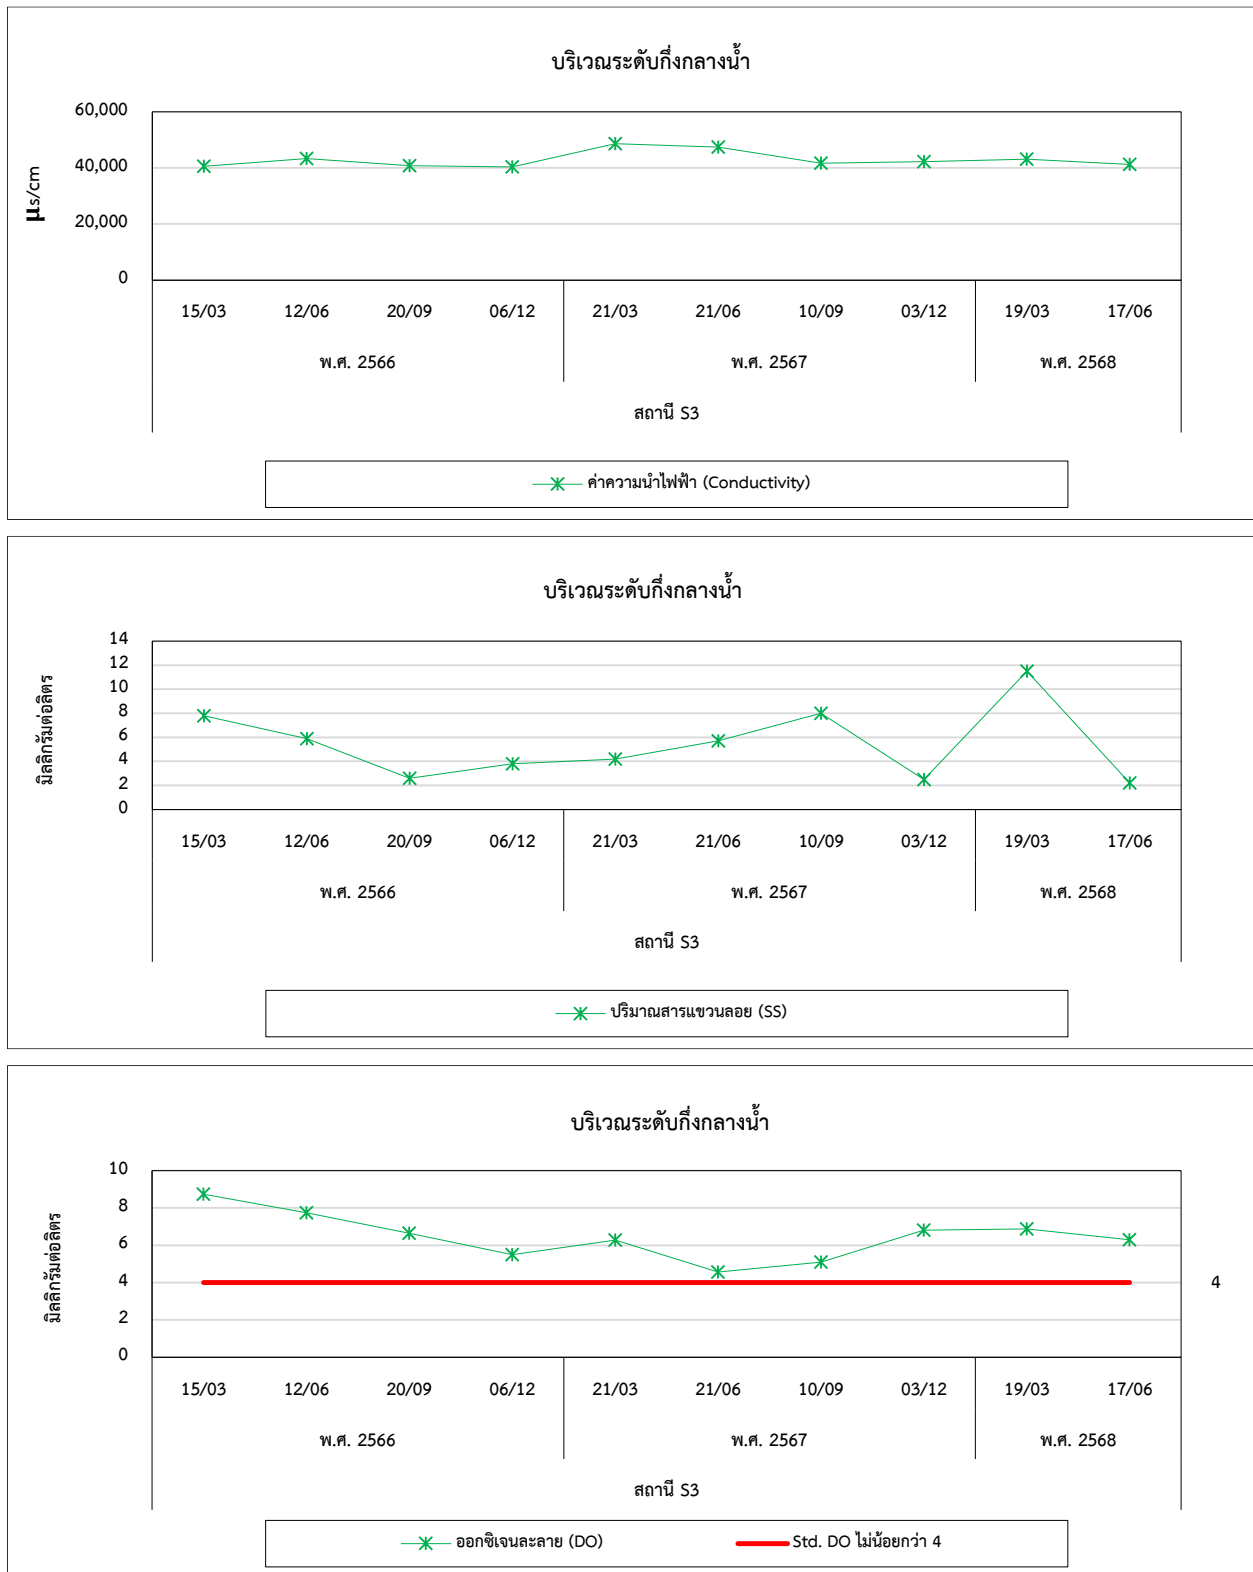 บริเวณระดับกึ่งกลางน้ำ
60,000
40,000
20,000
0
µs/cm
15/03 12/06 20/09 06/12 21/03 21/06 10/09 03/12 19/03 17/06
พ.ศ. 2566 พ.ศ. 2567 พ.ศ. 2568
สถานี S3
ค่าความนำไฟฟ้า (Conductivity)
บริเวณระดับกึ่งกลางน้ำ
14
12
10
8
6
4
2
0
มิลลิกรัมต่อลิตร
15/03 12/06 20/09 06/12 21/03 21/06 10/09 03/12 19/03 17/06
พ.ศ. 2566 พ.ศ. 2567 พ.ศ. 2568
สถานี S3
ปริมาณสารแขวนลอย (SS)
บริเวณระดับกึ่งกลางน้ำ
10
8
6
4
2
0
มิลลิกรัมต่อลิตร
4
15/03 12/06 20/09 06/12 21/03 21/06 10/09 03/12 19/03 17/06
พ.ศ. 2566 พ.ศ. 2567 พ.ศ. 2568
สถานี S3
ออกซิเจนละลาย (DO) Std. DO ไม่น้อยกว่า 4